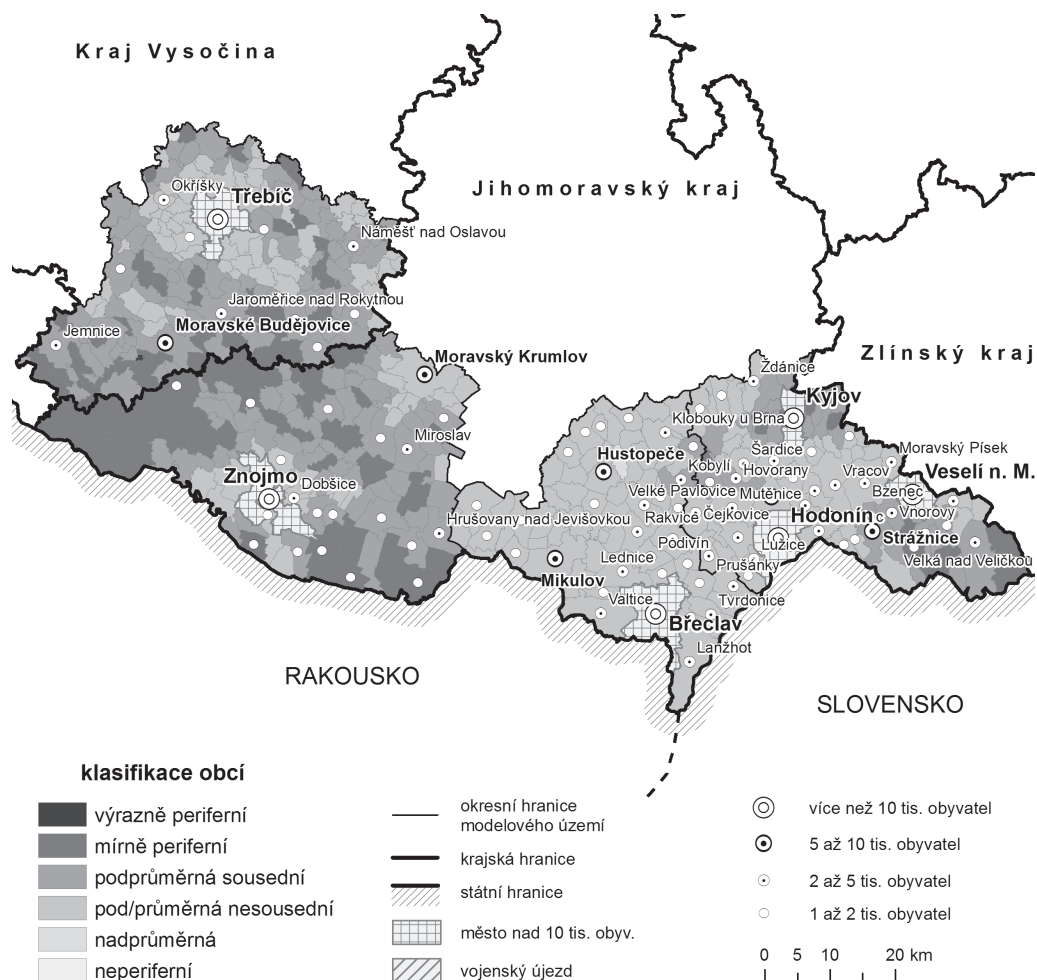 Kraj Vysočina
Jihomoravský kraj
Zlínský kraj
Okříšky
Třebíč
Náměšť nad Oslavou
Jaroměřice nad Rokytnou
Moravské Budějovice
Jemnice
Moravský Krumlov
Ždánice
Kyjov
Klobouky u Brna
Miroslav
Šardice
Moravský Písek
Hustopeče
Kobylí
Hovorany
Vracov
Veselí n. M.
Znojmo
Dobšice
Velké Pavlovice
Mutěnice
Bzenec
Vnorovy
Hrušovany nad Jevišovkou
Rakvice
Čejkovice
Hodonín
Strážnice
Lužice
Podivín
Lednice
Velká nad Veličkou
Prušánky
Mikulov
Valtice
Tvrdonice
Břeclav
Lanžhot
RAKOUSKO
SLOVENSKO
klasifikace obcí
výrazně periferní
mírně periferní
podprůměrná sousední
pod/průměrná nesousední
nadprůměrná
neperiferní
okresní hranice
modelového území
krajská hranice
státní hranice
město nad 10 tis. obyv.
vojenský újezd
více než 10 tis. obyvatel
5 až 10 tis. obyvatel
2 až 5 tis. obyvatel
1 až 2 tis. obyvatel
0 5 10 20 km